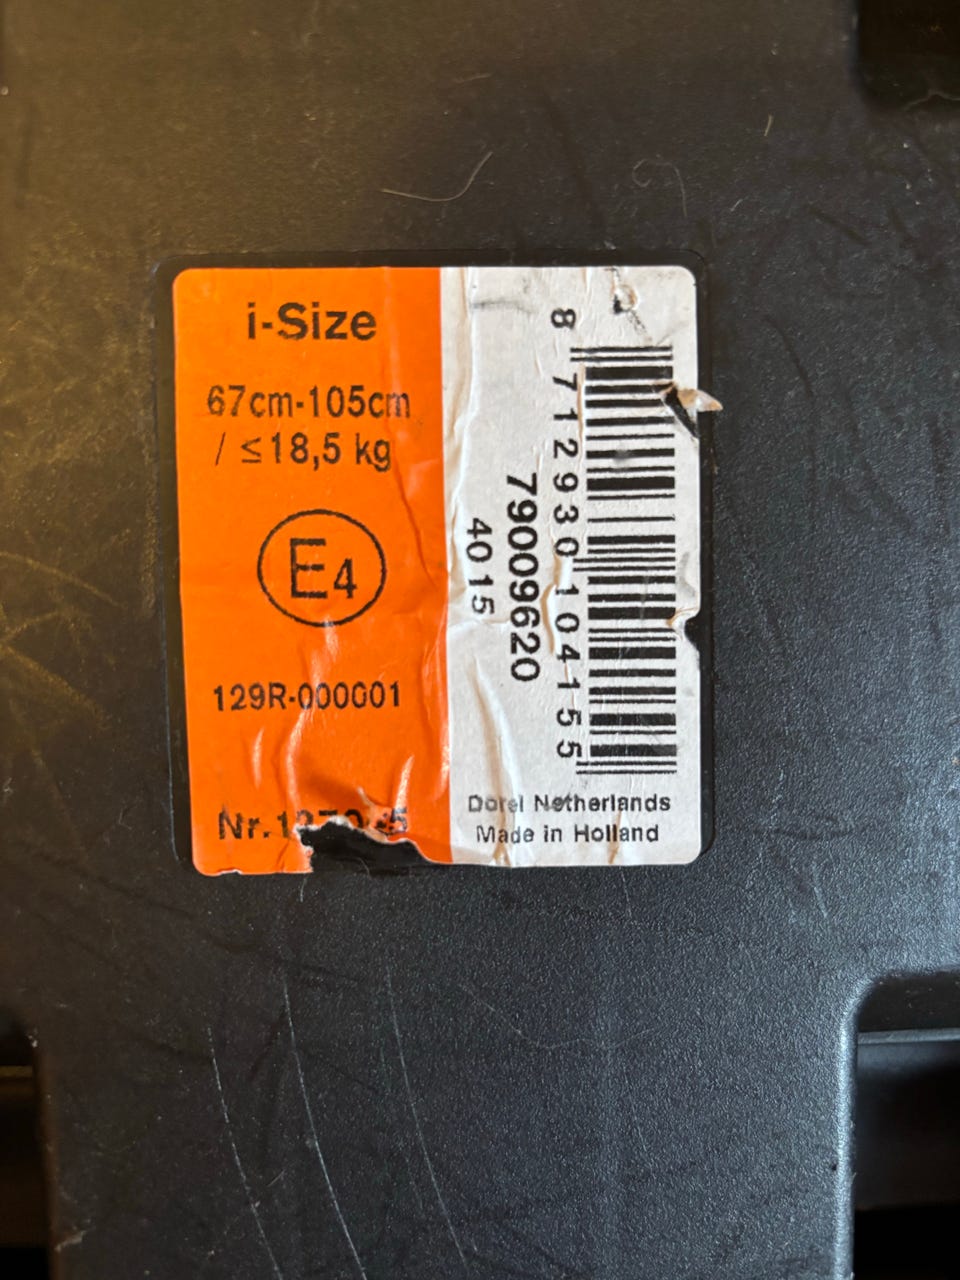 i-Size
67cm-105cm
/ ≤18,5 kg
E4
129R-000001
8 712930 104155
79009620
4015
Dorel Netherlands
Made in Holland